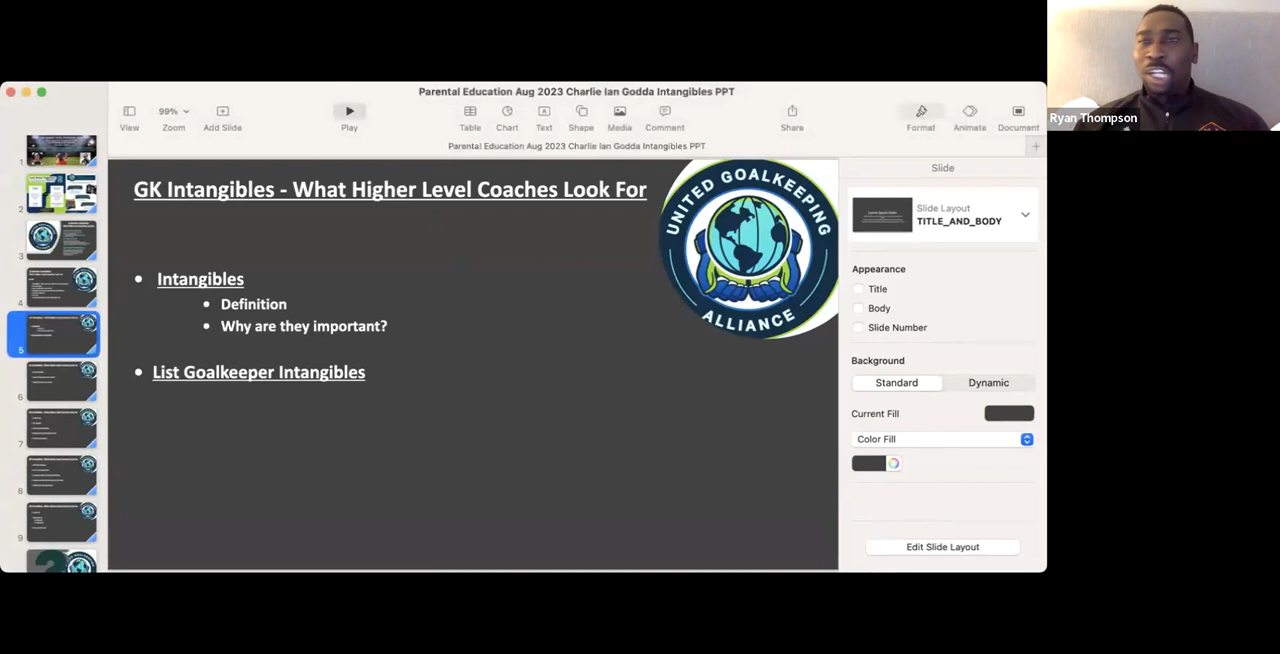 Parental Education Aug 2023 Charlie Ian Godda Intangibles PPT
99%
View
Zoom
Add Slide
Play
Table
Chart
Text
Shape
Media
Comment
Share
Format
Animate
Document
Parental Education Aug 2023 Charlie Ian Godda Intangibles PPT
+
Ryan Thompson
1
2
3
4
5
6
7
8
9
GK Intangibles - What Higher Level Coaches Look For
UNITED GOALKEEPING
ALLIANCE
• Intangibles
• Definition
• Why are they important?
• List Goalkeeper Intangibles
Slide
Slide Layout
TITLE_AND_BODY
Appearance
Title
Body
Slide Number
Background
Standard
Dynamic
Current Fill
Color Fill
Edit Slide Layout